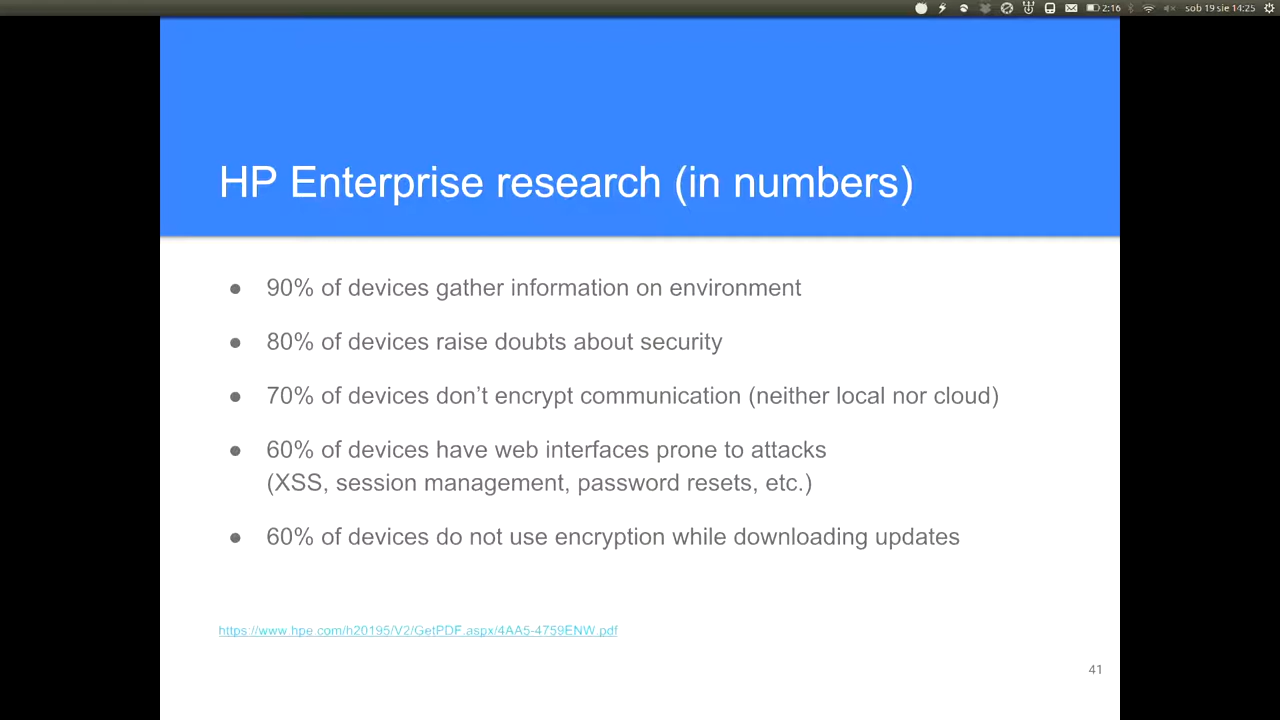 2:16 sob 19 sie 14:25
HP Enterprise research (in numbers)
● 90% of devices gather information on environment
● 80% of devices raise doubts about security
● 70% of devices don’t encrypt communication (neither local nor cloud)
● 60% of devices have web interfaces prone to attacks
(XSS, session management, password resets, etc.)
● 60% of devices do not use encryption while downloading updates
https://www.hpe.com/h20195/V2/GetPDF.aspx/4AA5-4759ENW.pdf
41